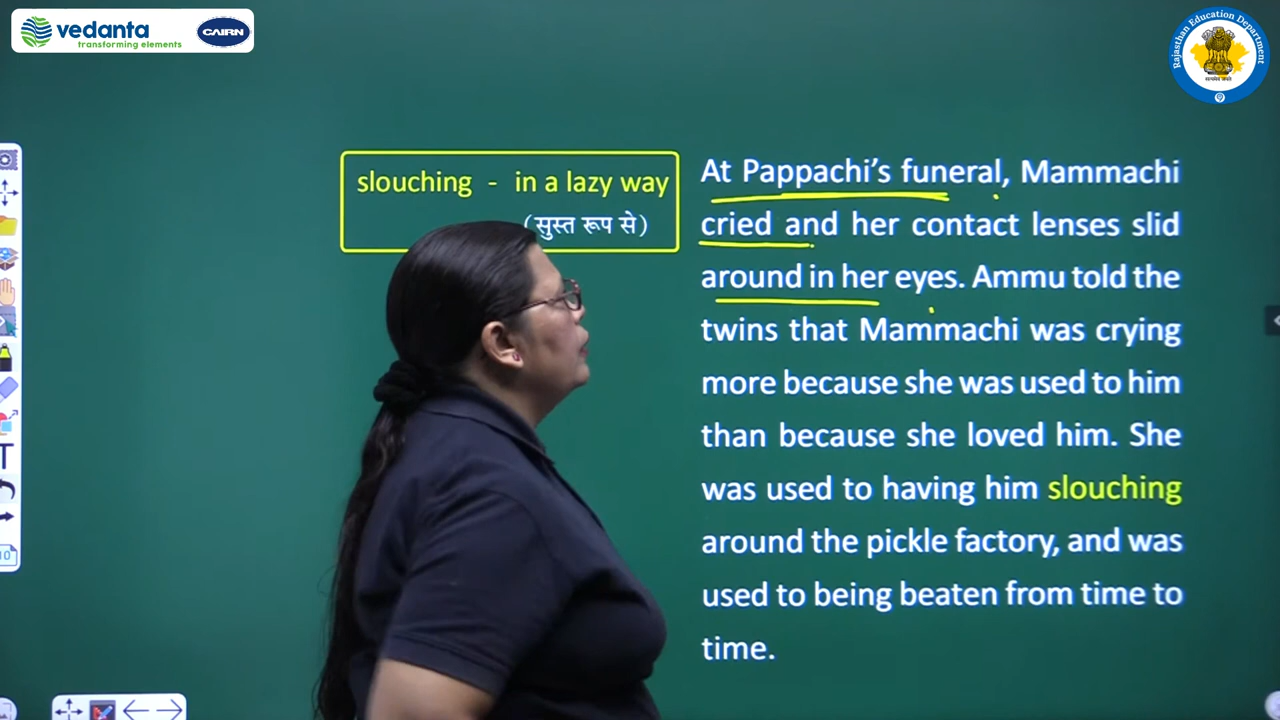 vedanta
transforming elements
CAIRN
Rajasthan Education Department
slouching - in a lazy way
(सुस्त रूप से)
At Pappachi's funeral, Mammachi
cried and her contact lenses slid
around in her eyes. Ammu told the
twins that Mammachi was crying
more because she was used to him
than because she loved him. She
was used to having him slouching
around the pickle factory, and was
used to being beaten from time to
time.